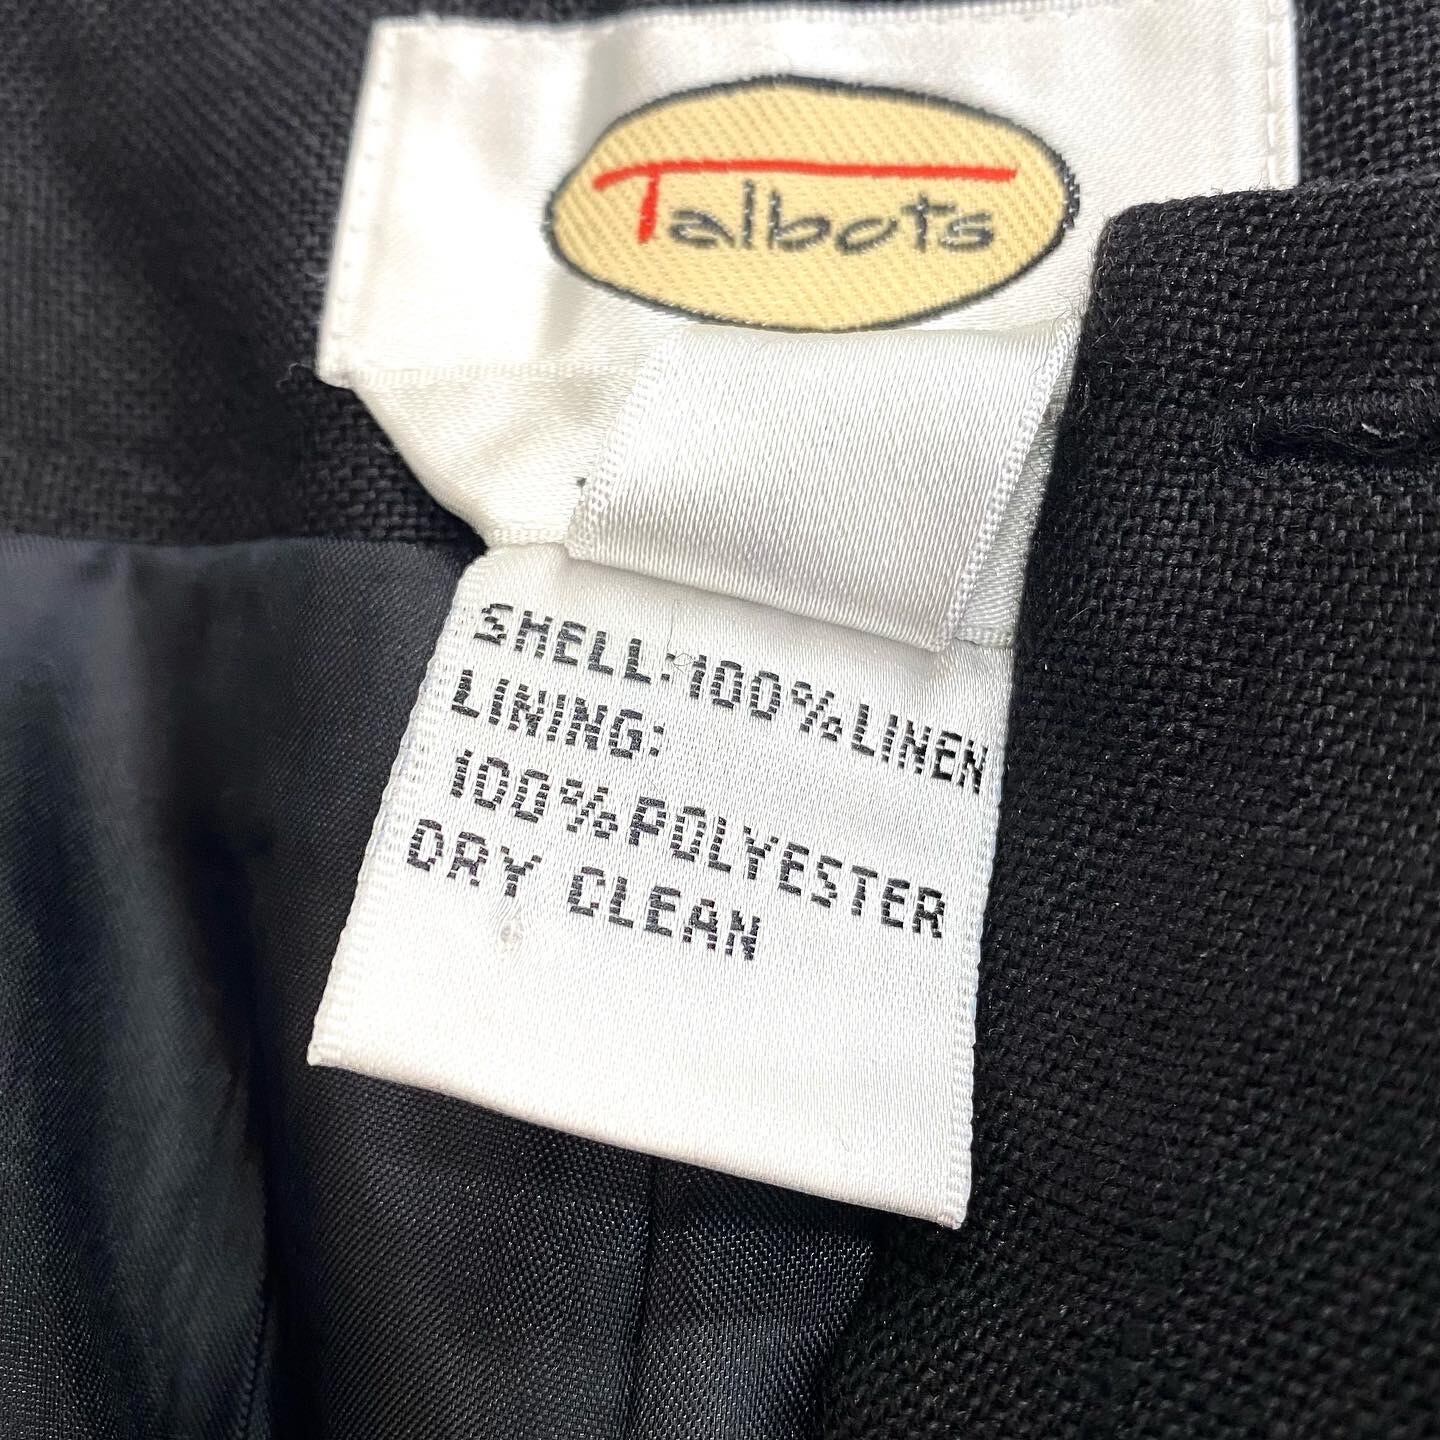 Talbots
SHELL:100%LINEN
LINING:
100%POLYESTER
DRY CLEAN